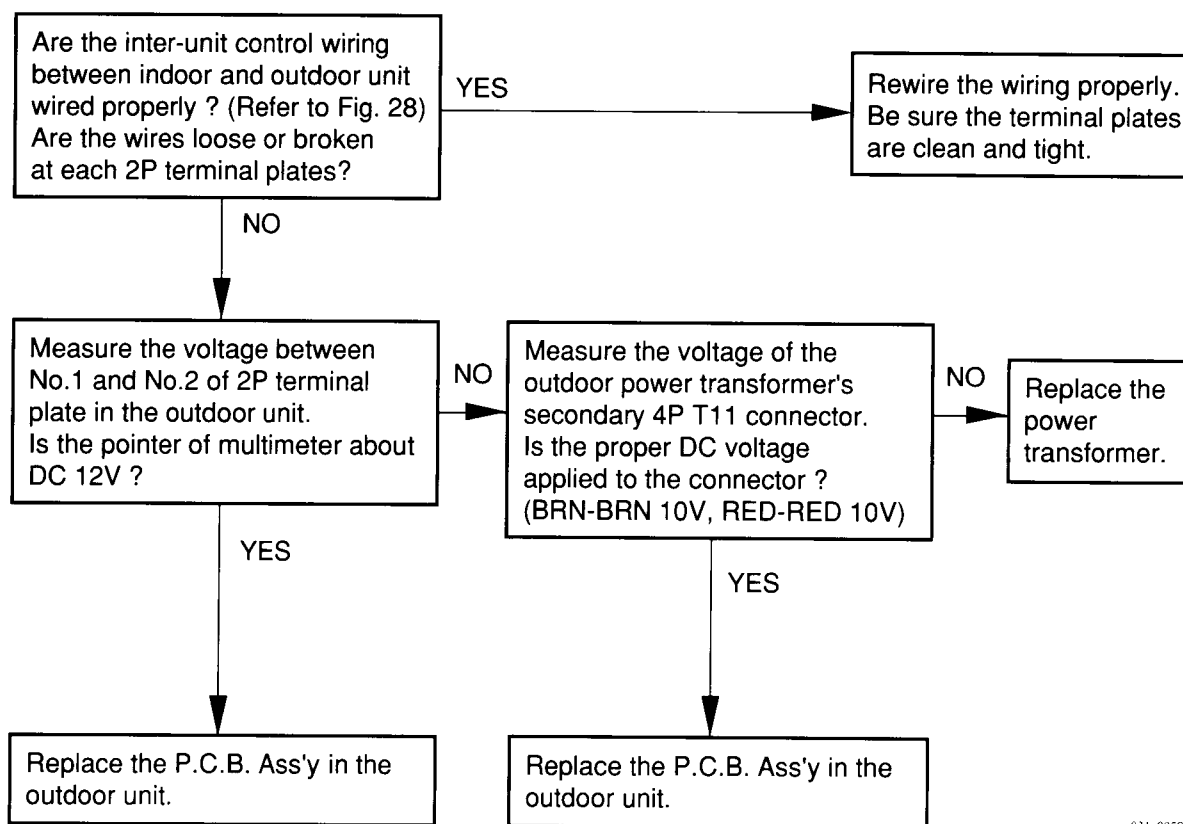 Are the inter-unit control wiring
between indoor and outdoor unit
wired properly ? (Refer to Fig. 28)
Are the wires loose or broken
at each 2P terminal plates?
YES
Rewire the wiring properly.
Be sure the terminal plates
are clean and tight.
NO
Measure the voltage between
No.1 and No.2 of 2P terminal
plate in the outdoor unit.
Is the pointer of multimeter about
DC 12V ?
NO
Measure the voltage of the
outdoor power transformer's
secondary 4P T11 connector.
Is the proper DC voltage
applied to the connector ?
(BRN-BRN 10V, RED-RED 10V)
NO
Replace the
power
transformer.
YES
YES
Replace the P.C.B. Ass'y in the
outdoor unit.
Replace the P.C.B. Ass'y in the
outdoor unit.